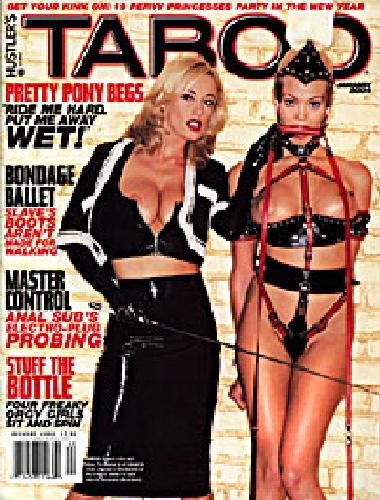 GET YOUR KINK ON! 19 PERVY PRINCESSES PARTY IN THE NEW YEAR
HUSTLER'S
TABOO
JANUARY
PRETTY PONY BEGS
"RIDE ME HARD,
PUT ME AWAY
WET!"
BONDAGE
BALLET
SLAVE'S
BOOTS
AREN'T
MADE FOR
WALKING
MASTER
CONTROL
ANAL SUB'S
ELECTRO-PLUG
PROBING
STUFF THE
BOTTLE
FOUR FREAKY
ORGY GIRLS
SIT AND SPIN